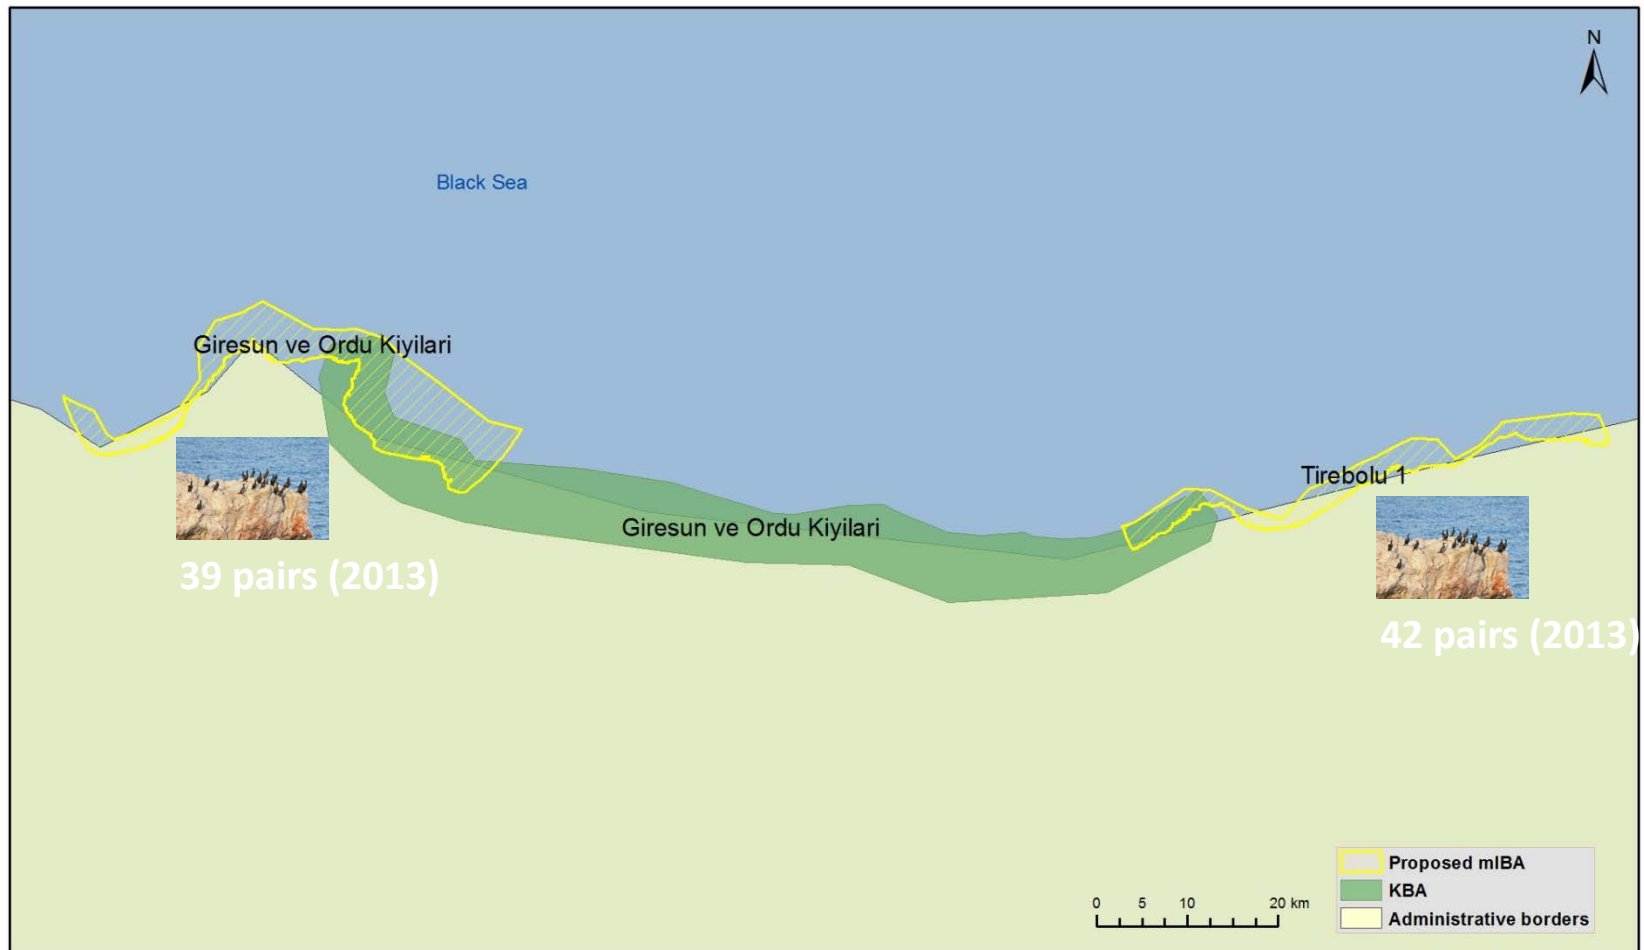 N
Black Sea
Giresun ve Ordu Kiyilari
Tirebolu 1
Giresun ve Ordu Kiyilari
39 pairs (2013)
42 pairs (2013)
Proposed mIBA
KBA
Administrative borders
0 5 10 20 km